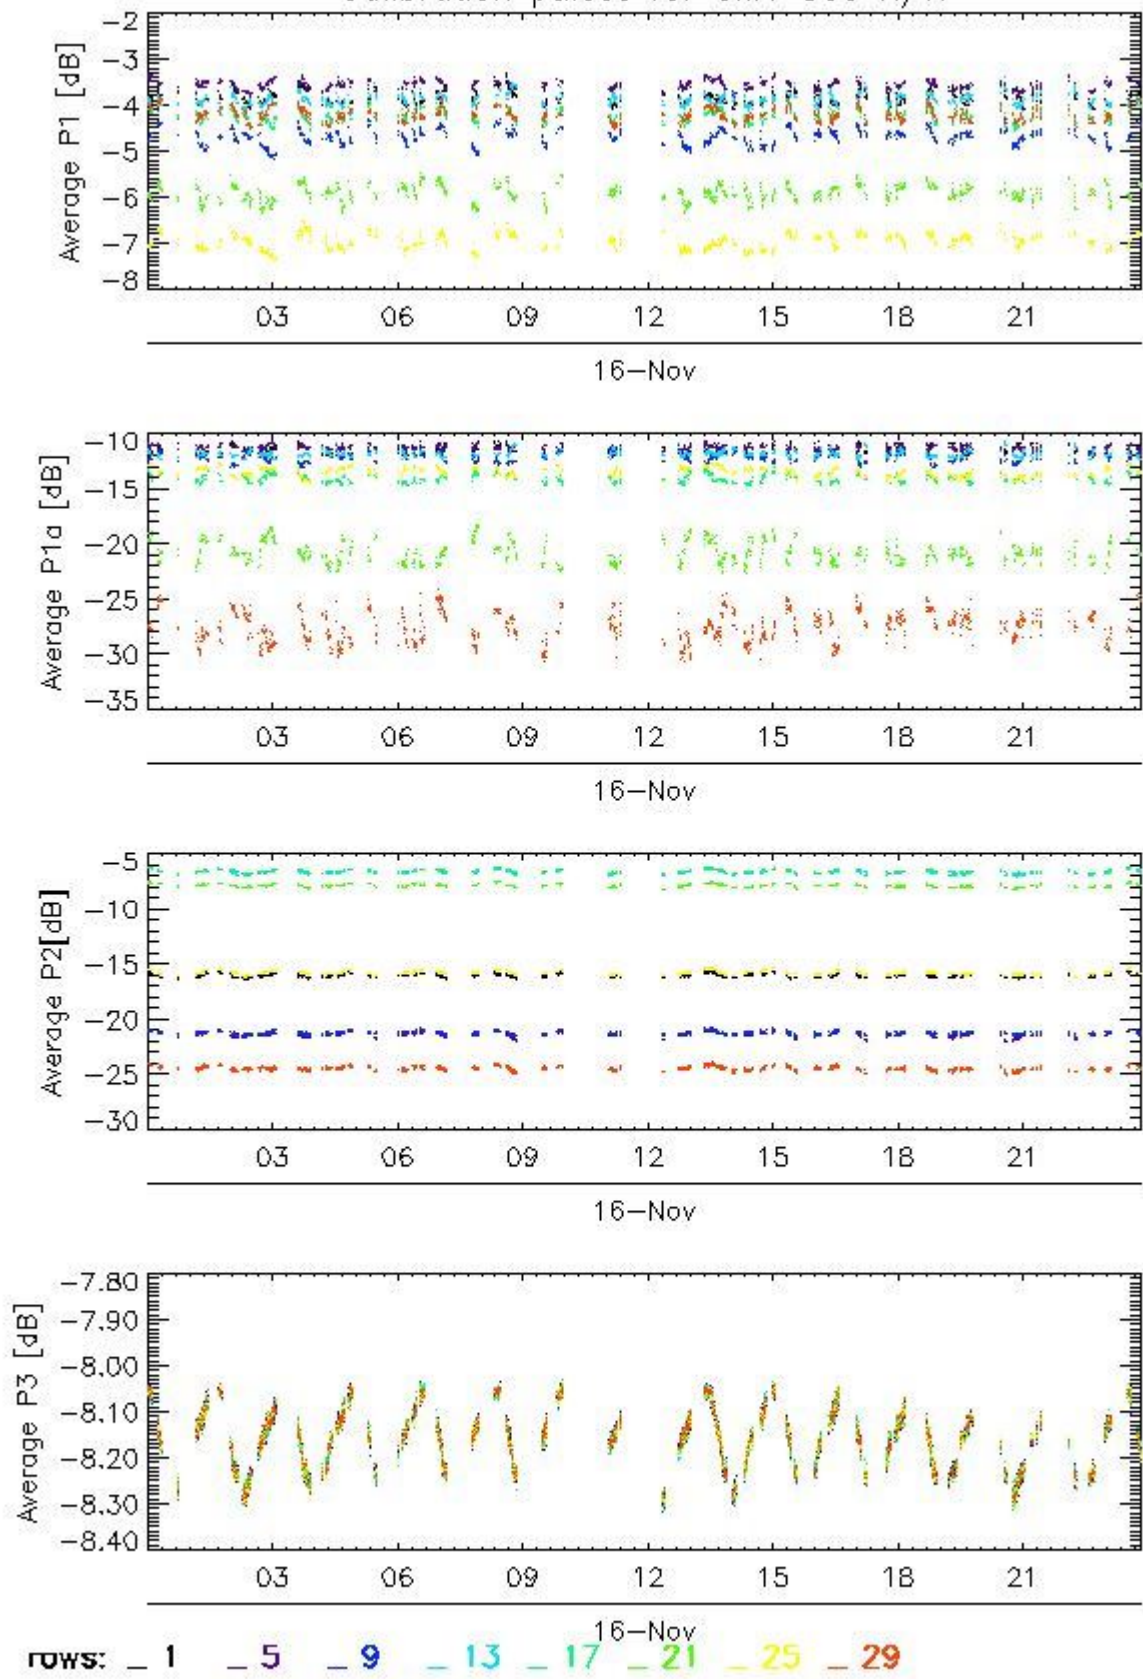 -2
-3
-4
-5
-6
-7
-8
Average P1 [dB]
03 06 09 12 15 18 21
16-Nov
-10
-15
-20
-25
-30
-35
Average P1a [dB]
03 06 09 12 15 18 21
16-Nov
-5
-10
-15
-20
-25
-30
Average P2[dB]
03 06 09 12 15 18 21
16-Nov
-7.80
-7.90
-8.00
-8.10
-8.20
-8.30
-8.40
Average P3 [dB]
03 06 09 12 15 18 21
16-Nov
rows: _ 1 _ 5 _ 9 _ 13 _ 17 _ 21 _ 25 _ 29